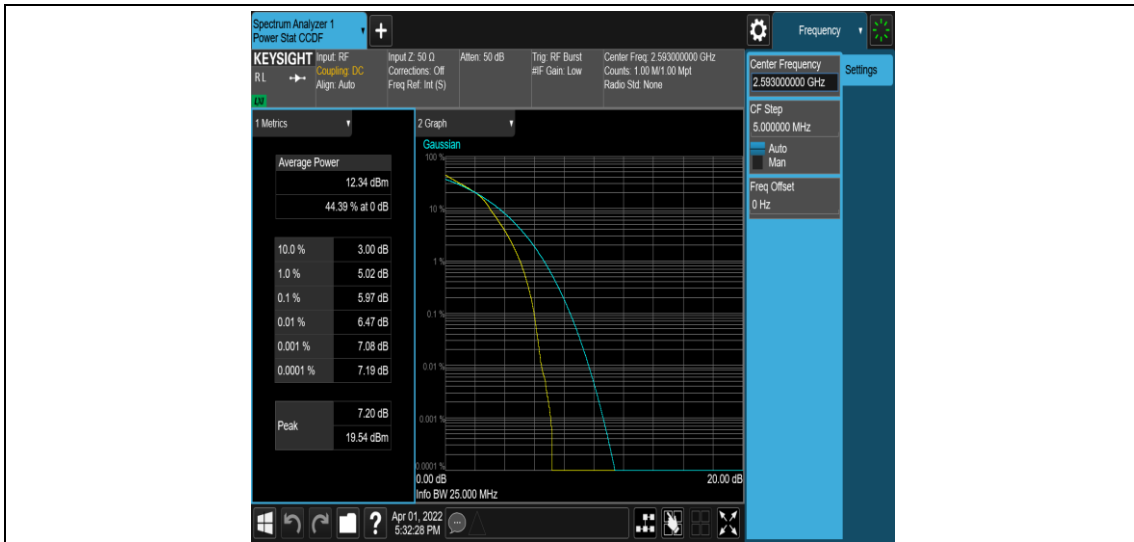 Spectrum Analyzer 1
Power Stat CCDF
+
Frequency
KEYSIGHT
RL
LXI
Input: RF
Coupling: DC
Align: Auto
Input Z: 50 Ω
Corrections: Off
Freq Ref: Int (S)
Atten: 50 dB
Trig: RF Burst
#IF Gain: Low
Center Freq: 2.593000000 GHz
Counts: 1.00 M/1.00 Mpt
Radio Std: None
Center Frequency
2.593000000 GHz
Settings
CF Step
5.000000 MHz
Auto
Man
Freq Offset
0 Hz
1 Metrics
Average Power
12.34 dBm
44.39 % at 0 dB
10.0 % 3.00 dB
1.0 % 5.02 dB
0.1 % 5.97 dB
0.01 % 6.47 dB
0.001 % 7.08 dB
0.0001 % 7.19 dB
Peak
7.20 dB
19.54 dBm
2 Graph
Gaussian
100 %
10 %
1 %
0.1 %
0.01 %
0.001 %
0.0001 %
0.00 dB 20.00 dB
Info BW 25.000 MHz
?
Apr 01, 2022
5:32:28 PM